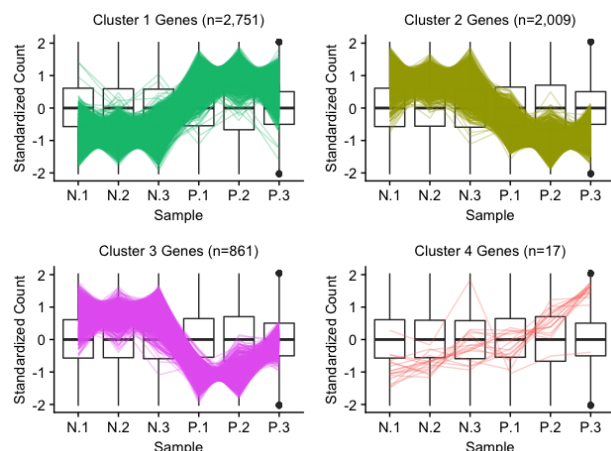 Cluster 1 Genes (n=2,751)
Standardized Count
2
1
0
-1
-2
N.1 N.2 N.3 P.1 P.2 P.3
Sample
Cluster 2 Genes (n=2,009)
Standardized Count
2
1
0
-1
-2
N.1 N.2 N.3 P.1 P.2 P.3
Sample
Cluster 3 Genes (n=861)
Standardized Count
2
1
0
-1
-2
N.1 N.2 N.3 P.1 P.2 P.3
Sample
Cluster 4 Genes (n=17)
Standardized Count
2
1
0
-1
-2
N.1 N.2 N.3 P.1 P.2 P.3
Sample